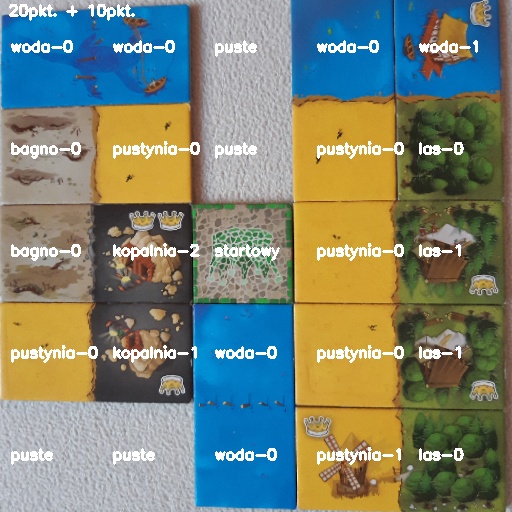 20pkt. + 10pkt.
woda-0 woda-0 puste woda-0 woda-1
bagno-0 pustynia-0 puste pustynia-0 las-0
bagno-0 kopalnia-2 startowy pustynia-0 las-1
pustynia-0 kopalnia-1 woda-0 pustynia-0 las-1
puste puste woda-0 pustynia-1 las-0